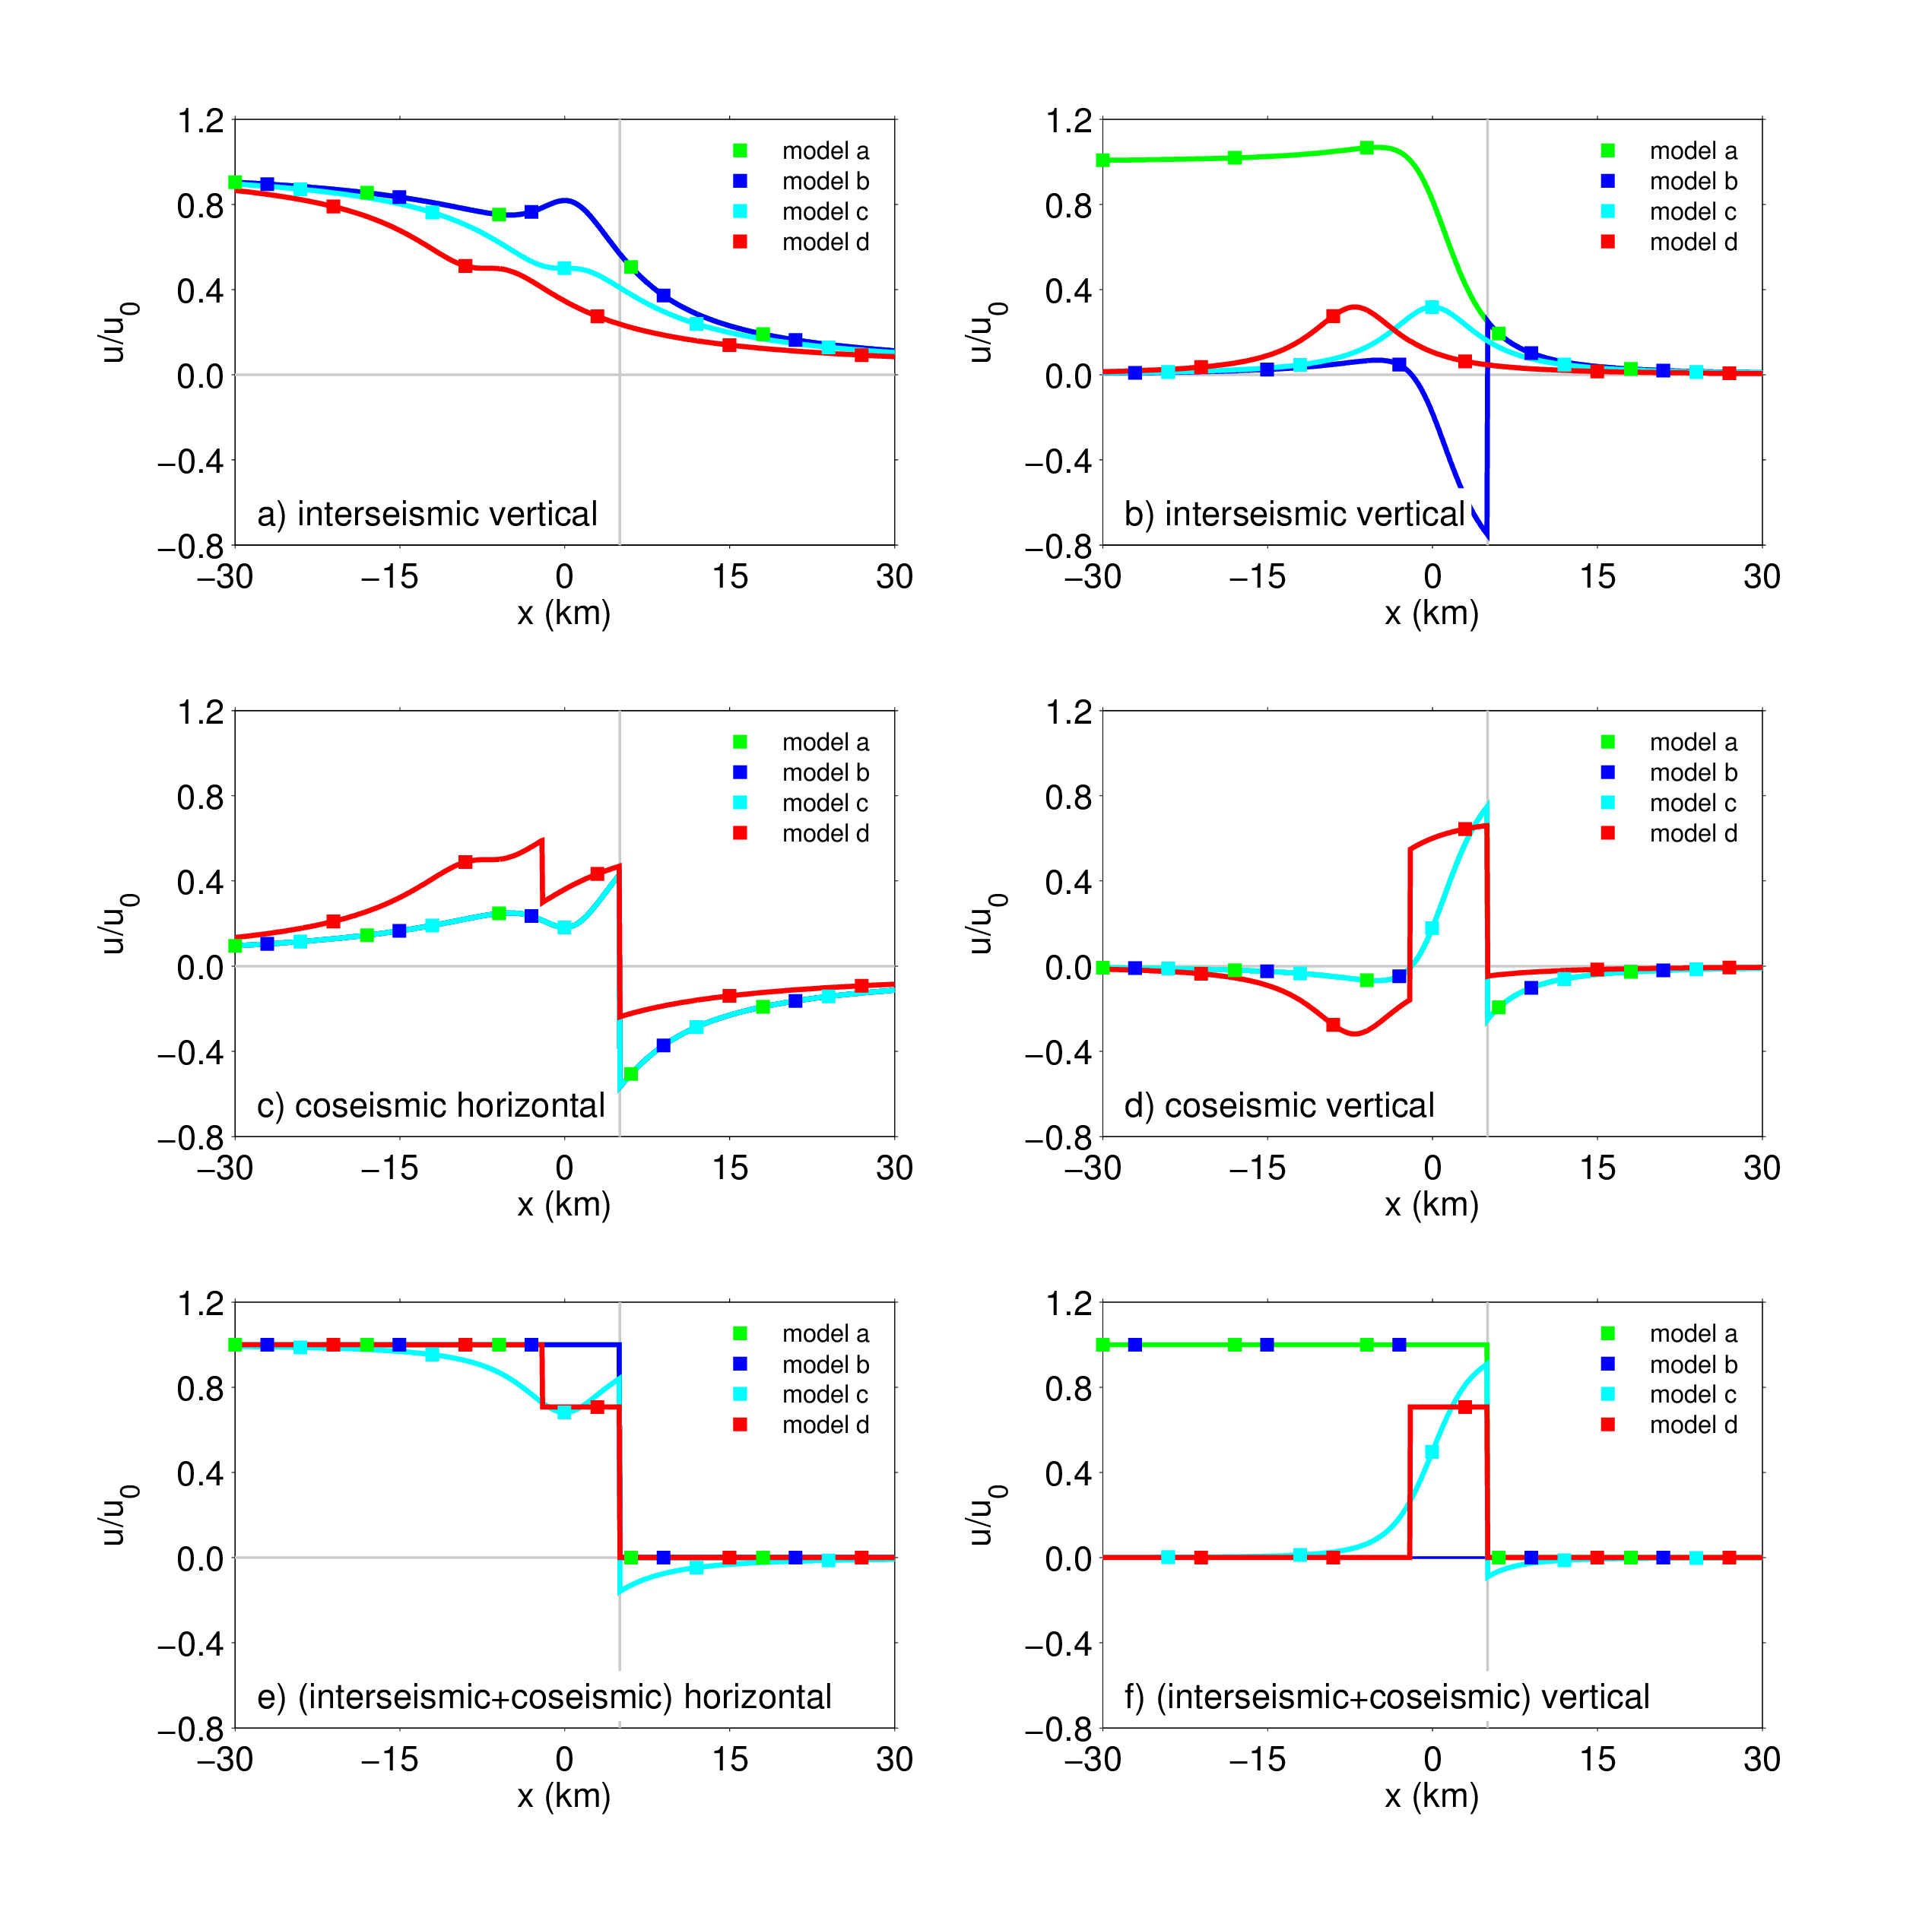 1.2
0.8
0.4
0.0
−0.4
−0.8
u/u0
−30 −15 0 15 30
x (km)
model a
model b
model c
model d
a) interseismic vertical
1.2
0.8
0.4
0.0
−0.4
−0.8
u/u0
−30 −15 0 15 30
x (km)
model a
model b
model c
model d
b) interseismic vertical
1.2
0.8
0.4
0.0
−0.4
−0.8
u/u0
−30 −15 0 15 30
x (km)
model a
model b
model c
model d
c) coseismic horizontal
1.2
0.8
0.4
0.0
−0.4
−0.8
u/u0
−30 −15 0 15 30
x (km)
model a
model b
model c
model d
d) coseismic vertical
1.2
0.8
0.4
0.0
−0.4
−0.8
u/u0
−30 −15 0 15 30
x (km)
model a
model b
model c
model d
e) (interseismic+coseismic) horizontal
1.2
0.8
0.4
0.0
−0.4
−0.8
u/u0
−30 −15 0 15 30
x (km)
model a
model b
model c
model d
f) (interseismic+coseismic) vertical